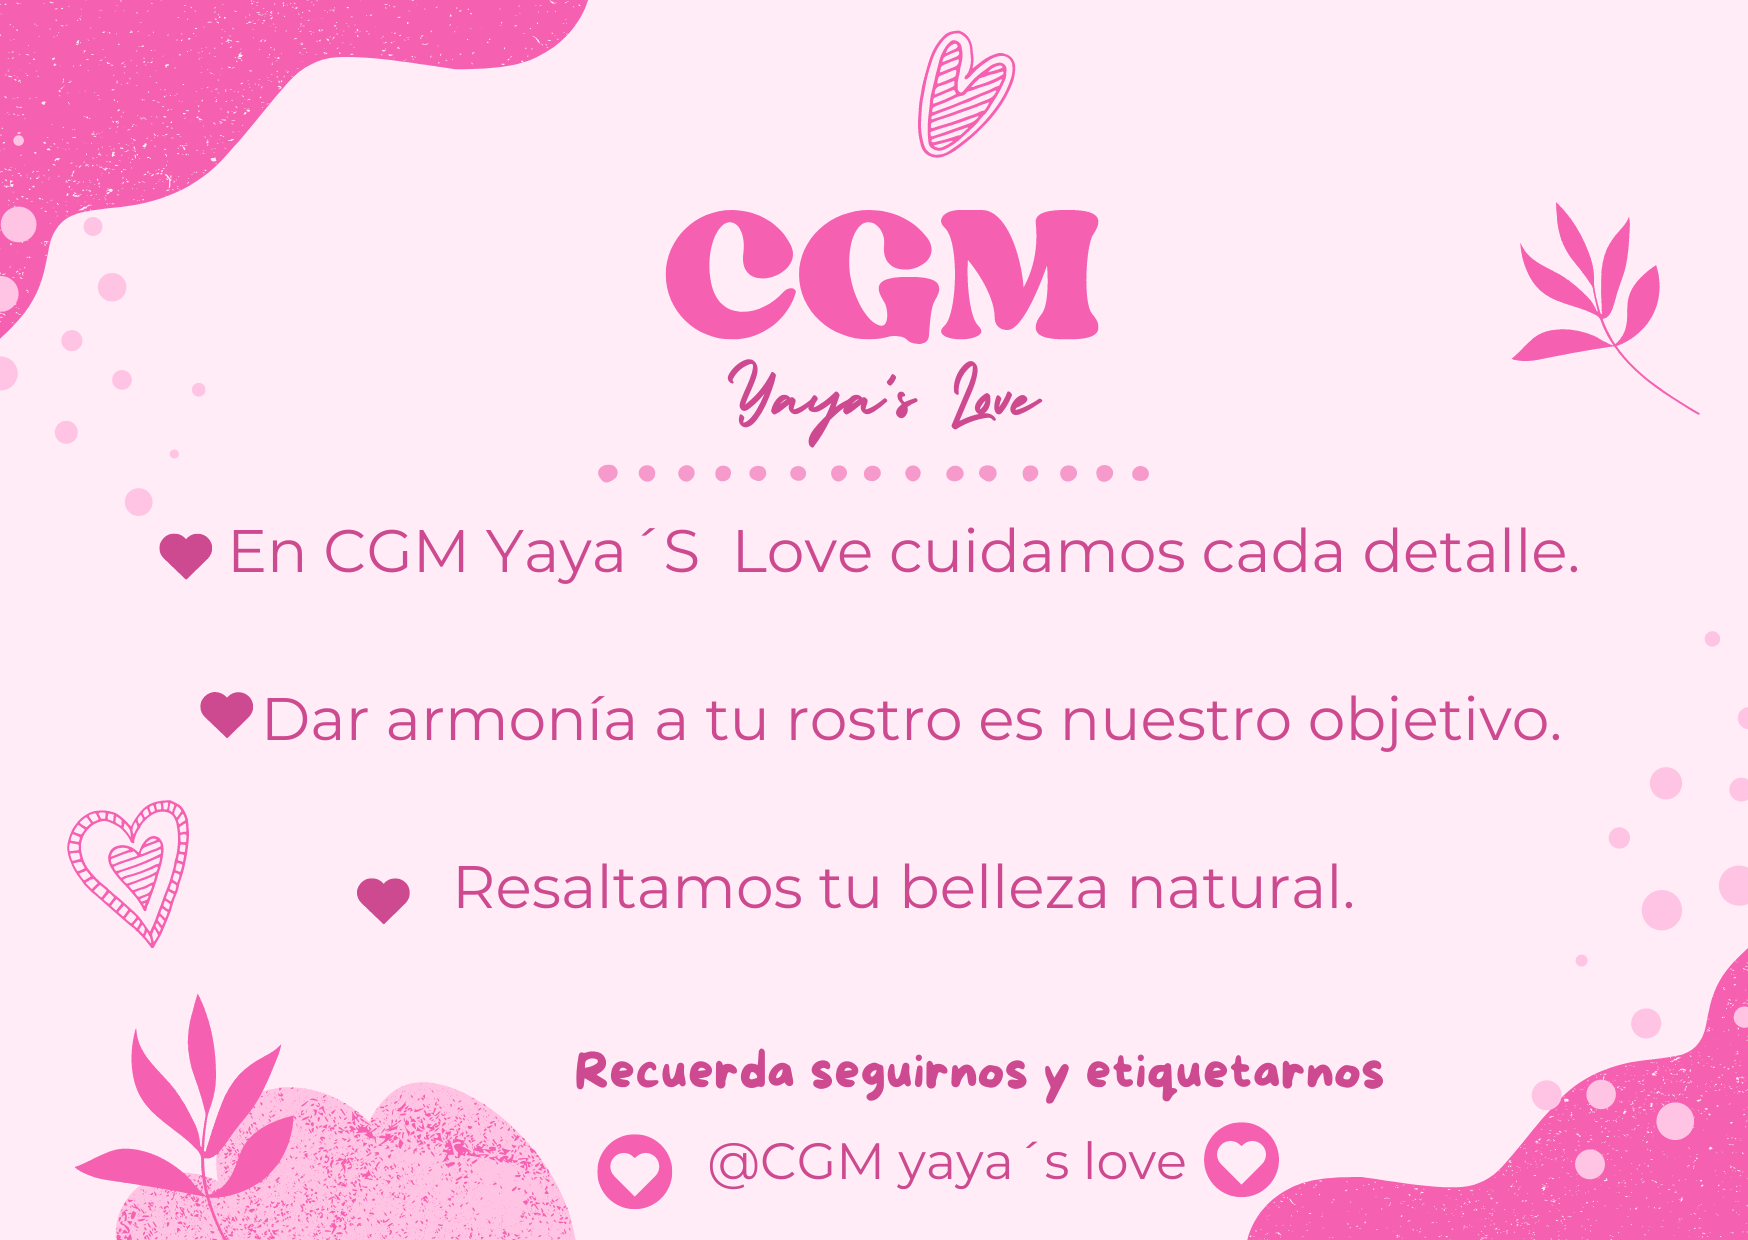 CGM
Yaya's Love
En CGM Yaya´S  Love cuidamos cada detalle.
Dar armonía a tu rostro es nuestro objetivo.
Resaltamos tu belleza natural.
Recuerda seguirnos y etiquetarnos
@CGM yaya´s love